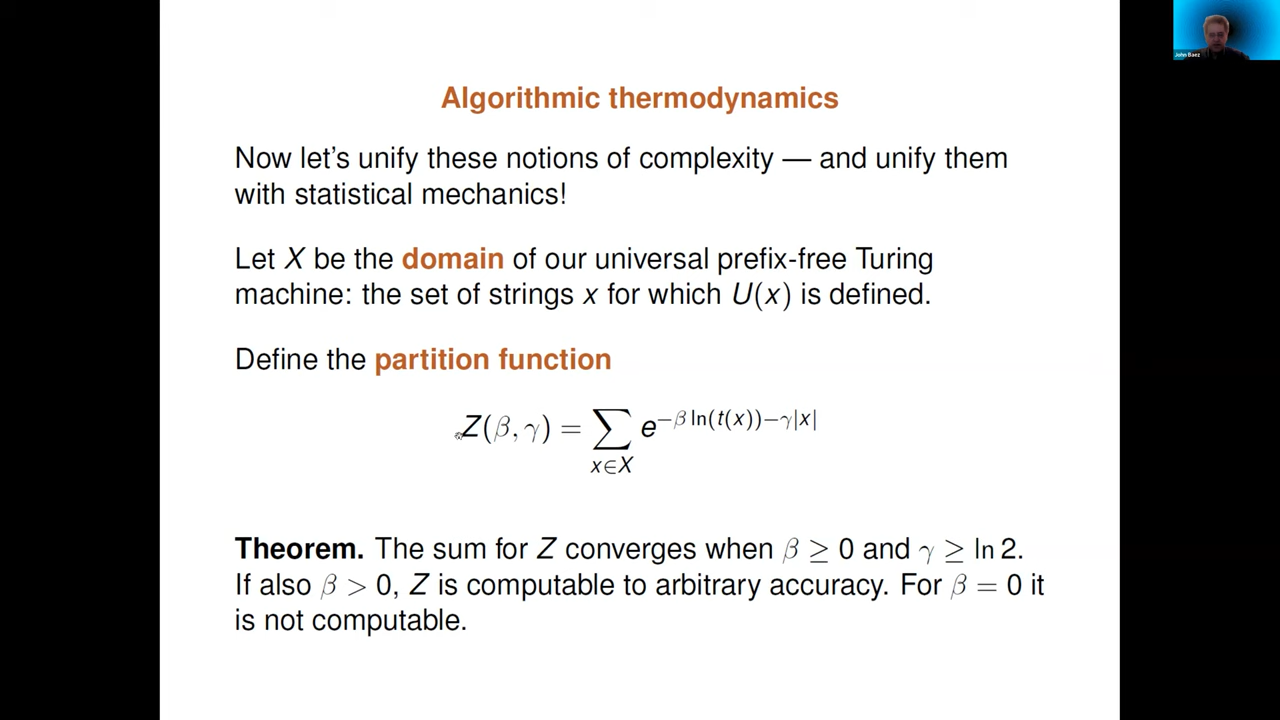 John Baez
Algorithmic thermodynamics
Now let's unify these notions of complexity — and unify them
with statistical mechanics!
Let X be the domain of our universal prefix-free Turing
machine: the set of strings x for which U(x) is defined.
Define the partition function
Z(β, γ) = ∑ e^{−β ln(t(x))−γ|x|}
x∈X
Theorem. The sum for Z converges when β ≥ 0 and γ ≥ ln 2.
If also β > 0, Z is computable to arbitrary accuracy. For β = 0 it
is not computable.